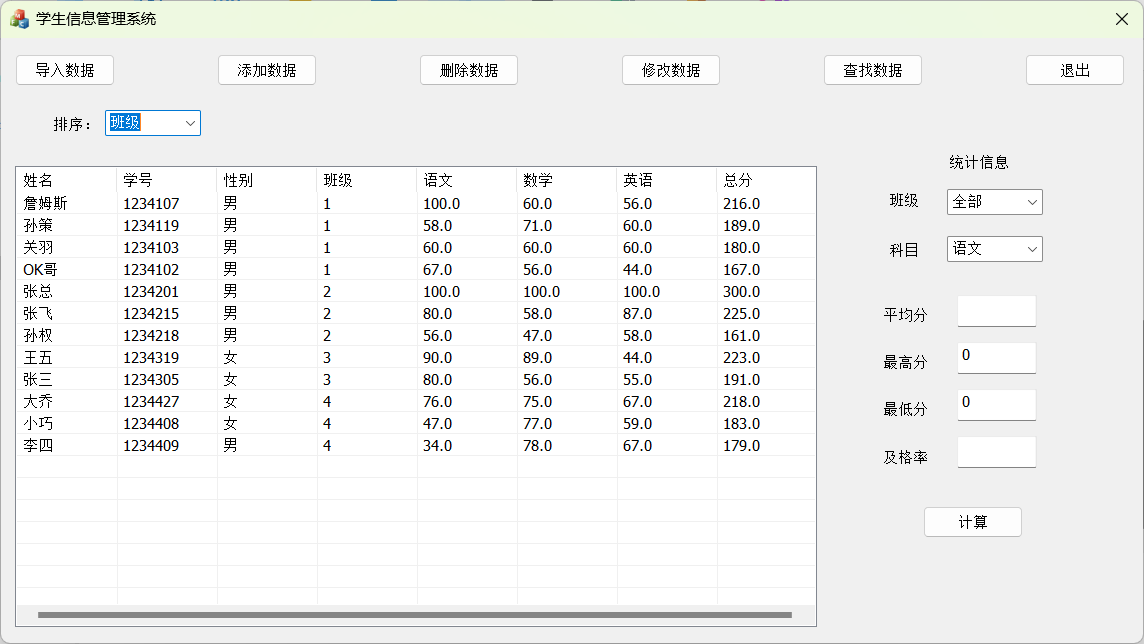 学生信息管理系统
导入数据 添加数据 删除数据 修改数据 查找数据 退出
排序： 班级
姓名 学号 性别 班级 语文 数学 英语 总分
詹姆斯 1234107 男 1 100.0 60.0 56.0 216.0
孙策 1234119 男 1 58.0 71.0 60.0 189.0
关羽 1234103 男 1 60.0 60.0 60.0 180.0
OK哥 1234102 男 1 67.0 56.0 44.0 167.0
张总 1234201 男 2 100.0 100.0 100.0 300.0
张飞 1234215 男 2 80.0 58.0 87.0 225.0
孙权 1234218 男 2 56.0 47.0 58.0 161.0
王五 1234319 女 3 90.0 89.0 44.0 223.0
张三 1234305 女 3 80.0 56.0 55.0 191.0
大乔 1234427 女 4 76.0 75.0 67.0 218.0
小巧 1234408 女 4 47.0 77.0 59.0 183.0
李四 1234409 男 4 34.0 78.0 67.0 179.0
统计信息
班级 全部
科目 语文
平均分
最高分 0
最低分 0
及格率
计算